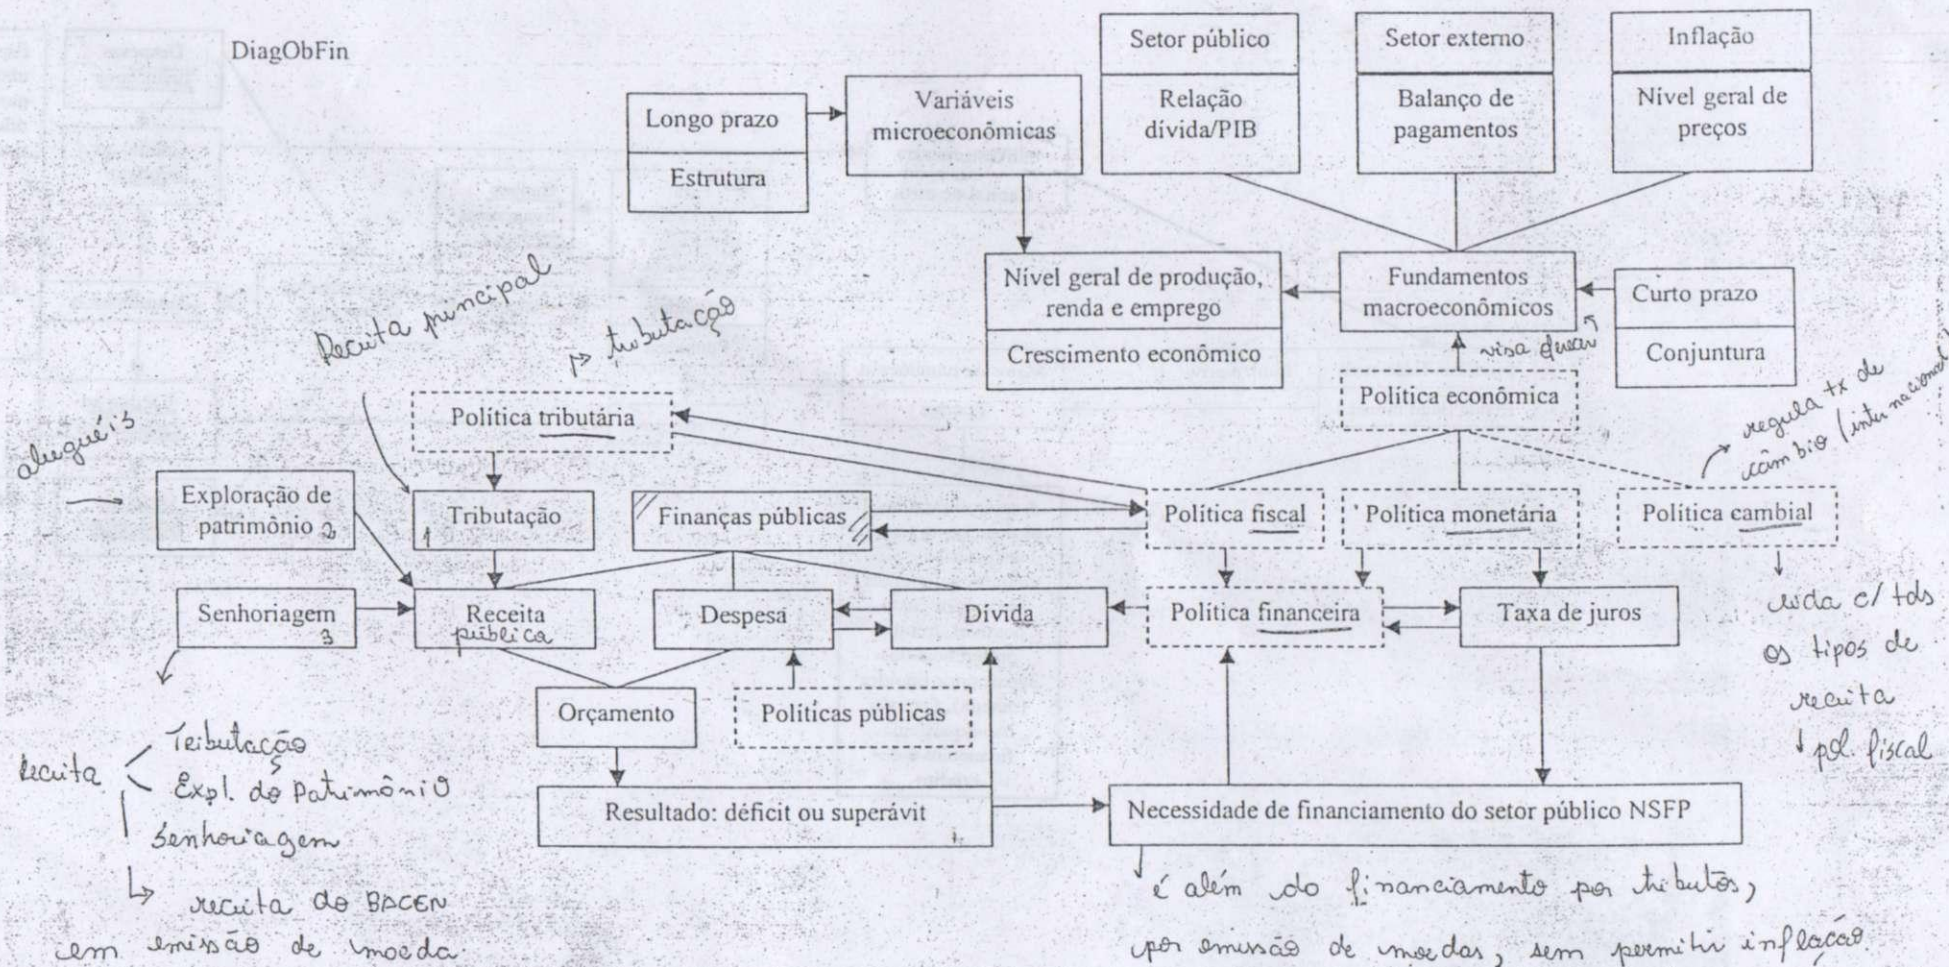 DiagObFin
Setor público
Relação
dívida/PIB
Setor externo
Balanço de
pagamentos
Inflação
Nível geral de
preços
Longo prazo
Estrutura
Variáveis
microeconômicas
Nível geral de produção,
renda e emprego
Crescimento econômico
Fundamentos
macroeconômicos
Curto prazo
Conjuntura
visa
Política econômica
Receita principal
tributação
Política tributária
regula tx de
câmbio (internacional)
aluguéis
Exploração de
patrimônio 2
1 Tributação
Finanças públicas
Política fiscal
Política monetária
Política cambial
Senhoriagem
3
Receita
pública
Despesa
Dívida
Política financeira
Taxa de juros
c/ tds
os tipos de
receita
pol. fiscal
Orçamento
Políticas públicas
Resultado: déficit ou superávit
Necessidade de financiamento do setor público NSFP
receita
Tributação
Expl. do Patrimônio
Senhoriagem
receita do BACEN
em emissão de moeda
é além do financiamento por tributos,
por emissão de moedas, sem permitir inflação.